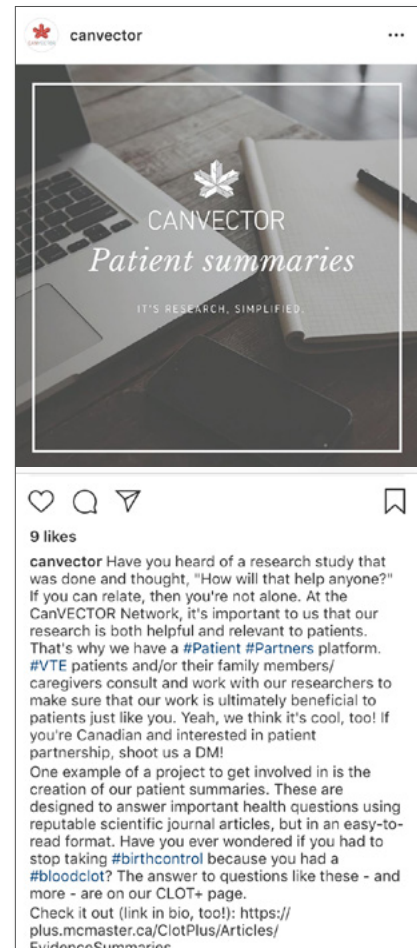 canvector
CANVECTOR
CANVECTOR
Patient summaries
IT'S RESEARCH, SIMPLIFIED.
9 likes
canvector Have you heard of a research study that
was done and thought, "How will that help anyone?"
If you can relate, then you're not alone. At the
CanVECTOR Network, it's important to us that our
research is both helpful and relevant to patients.
That's why we have a #Patient #Partners platform.
#VTE patients and/or their family members/
caregivers consult and work with our researchers to
make sure that our work is ultimately beneficial to
patients just like you. Yeah, we think it's cool, too! If
you're Canadian and interested in patient
partnership, shoot us a DM!
One example of a project to get involved in is the
creation of our patient summaries. These are
designed to answer important health questions using
reputable scientific journal articles, but in an easy-to-
read format. Have you ever wondered if you had to
stop taking #birthcontrol because you had a
#bloodclot? The answer to questions like these - and
more - are on our CLOT+ page.
Check it out (link in bio, too!): https://
plus.mcmaster.ca/ClotPlus/Articles/
EvidenceSummaries